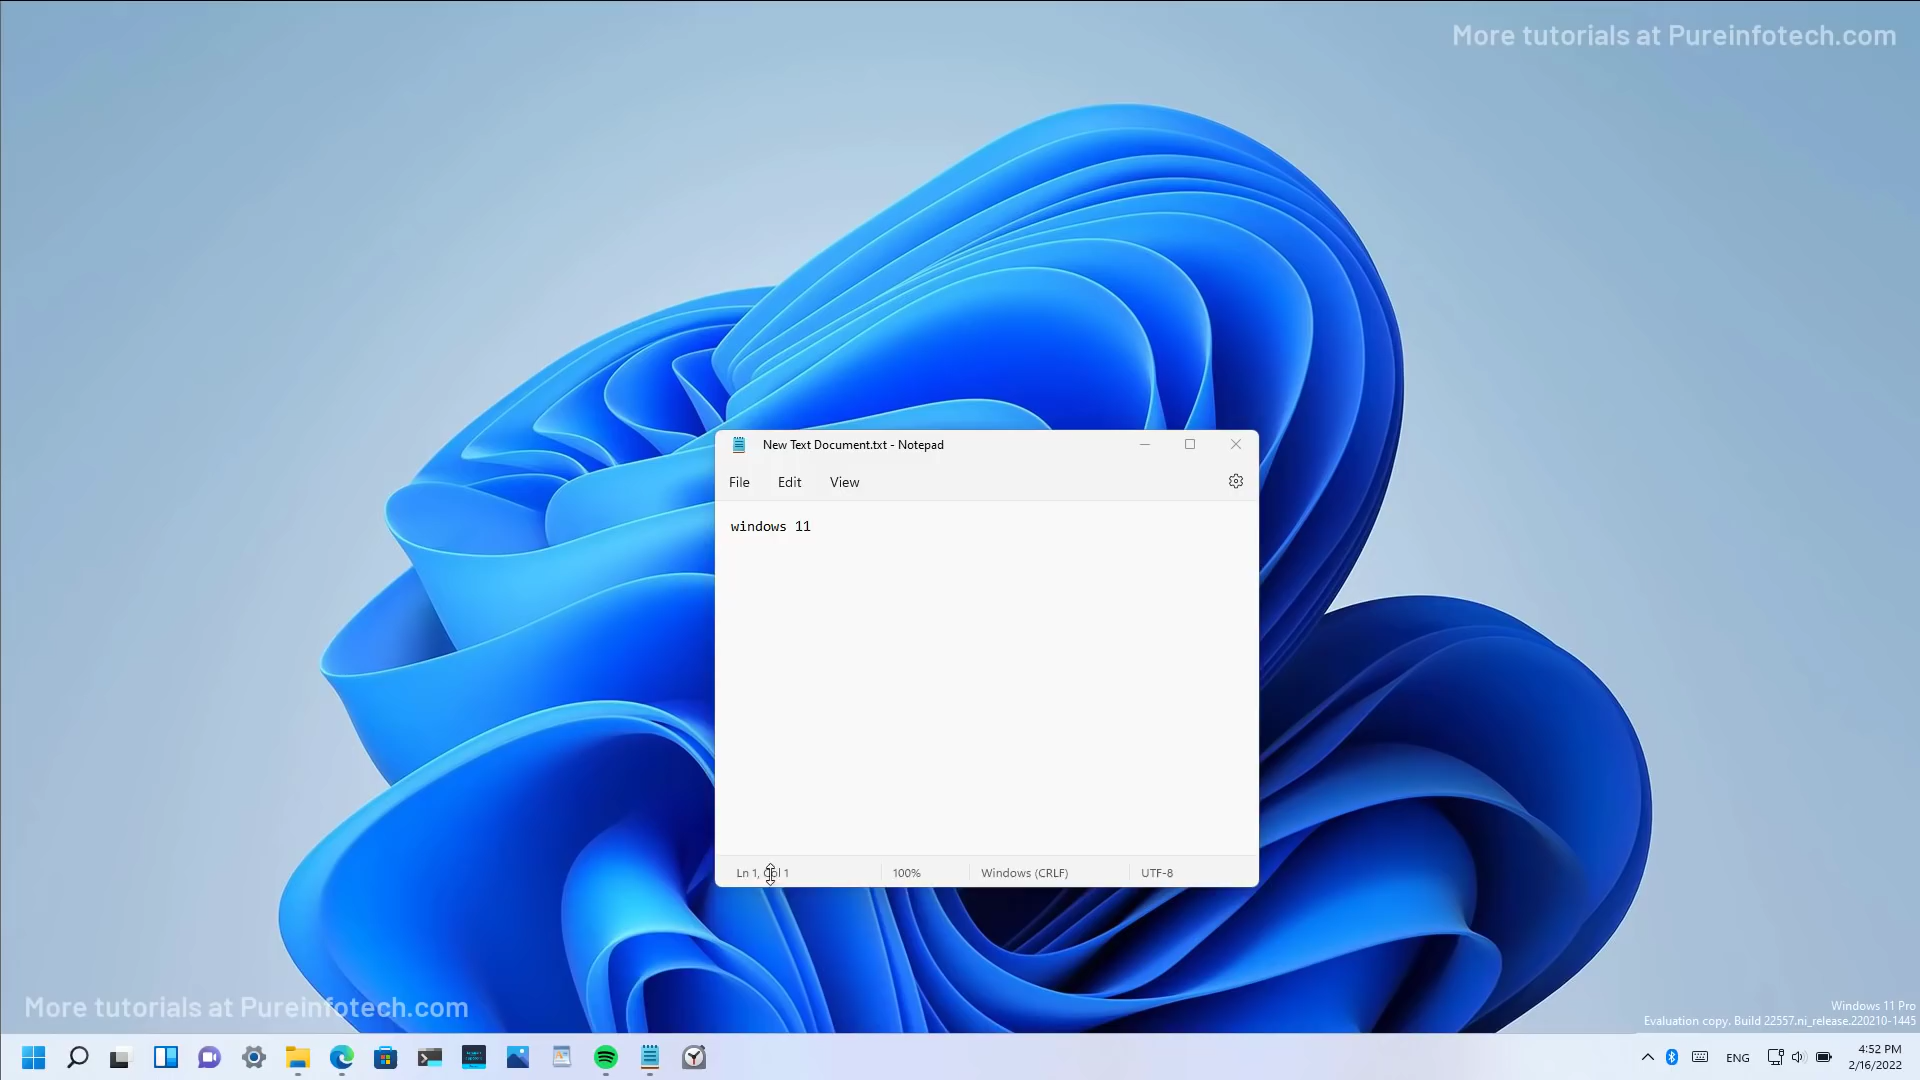 More tutorials at Pureinfotech.com
New Text Document.txt - Notepad
File Edit View
windows 11
Ln 1, Col 1 100% Windows (CRLF) UTF-8
More tutorials at Pureinfotech.com
Windows 11 Pro
Evaluation copy. Build 22557.ni_release.220210-1445
ENG
4:52 PM
2/16/2022